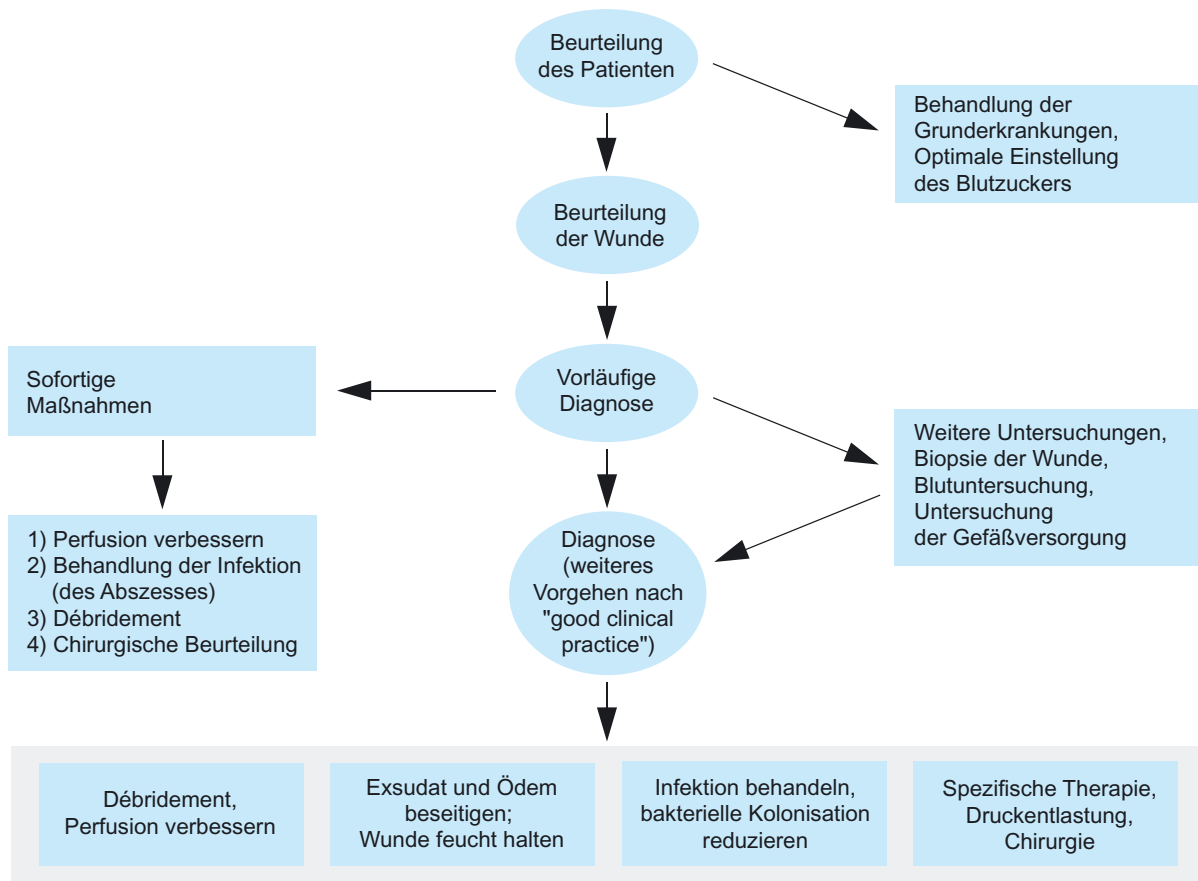 Beurteilung
des Patienten
Behandlung der
Grunderkrankungen,
Optimale Einstellung
des Blutzuckers
Beurteilung
der Wunde
Vorläufige
Diagnose
Sofortige
Maßnahmen
Weitere Untersuchungen,
Biopsie der Wunde,
Blutuntersuchung,
Untersuchung
der Gefäßversorgung
1) Perfusion verbessern
2) Behandlung der Infektion
(des Abszesses)
3) Débridement
4) Chirurgische Beurteilung
Diagnose
(weiteres
Vorgehen nach
"good clinical
practice")
Débridement,
Perfusion verbessern
Exsudat und Ödem
beseitigen;
Wunde feucht halten
Infektion behandeln,
bakterielle Kolonisation
reduzieren
Spezifische Therapie,
Druckentlastung,
Chirurgie